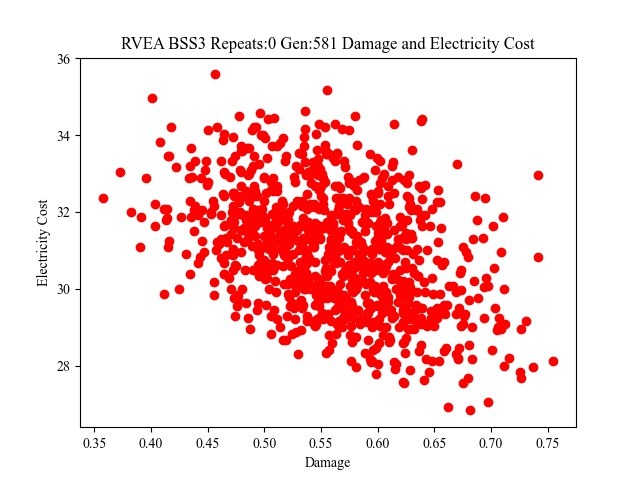 RVEA BSS3 Repeats:0 Gen:581 Damage and Electricity Cost
36
34
32
30
28
Electricity Cost
0.35 0.40 0.45 0.50 0.55 0.60 0.65 0.70 0.75
Damage